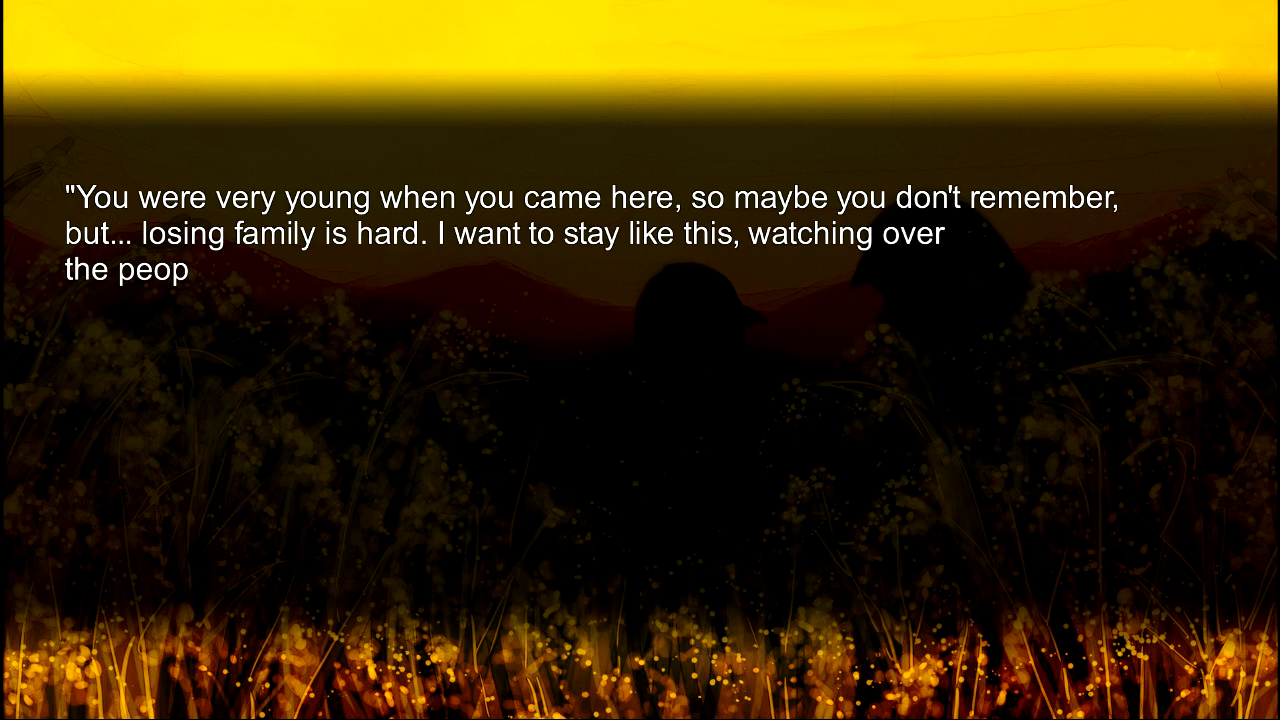 "You were very young when you came here, so maybe you don't remember,
but... losing family is hard. I want to stay like this, watching over
the peop